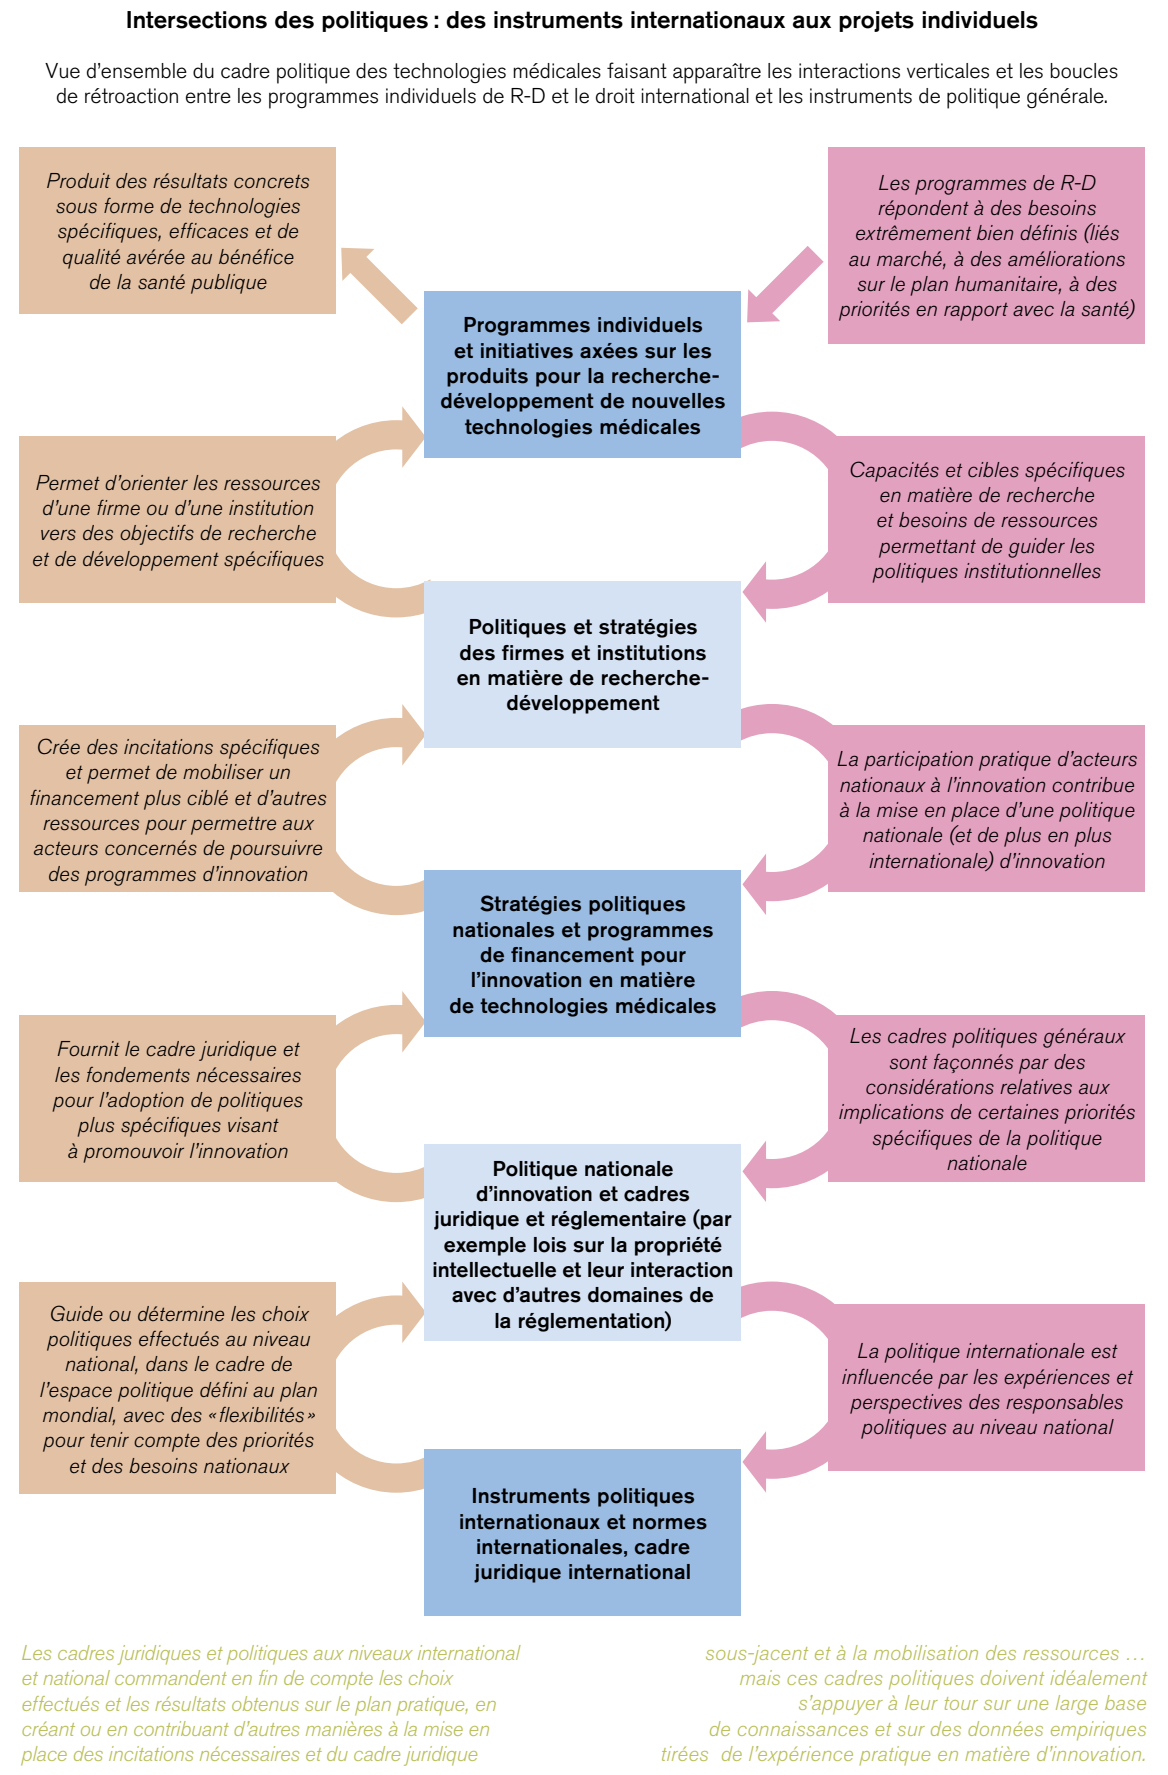 Intersections des politiques : des instruments internationaux aux projets individuels
Vue d'ensemble du cadre politique des technologies médicales faisant apparaître les interactions verticales et les boucles
de rétroaction entre les programmes individuels de R-D et le droit international et les instruments de politique générale.
Produit des résultats concrets
sous forme de technologies
spécifiques, efficaces et de
qualité avérée au bénéfice
de la santé publique
Les programmes de R-D
répondent à des besoins
extrêmement bien définis (liés
au marché, à des améliorations
sur le plan humanitaire, à des
priorités en rapport avec la santé)
Programmes individuels
et initiatives axées sur les
produits pour la recherche-
développement de nouvelles
technologies médicales
Permet d'orienter les ressources
d'une firme ou d'une institution
vers des objectifs de recherche
et de développement spécifiques
Capacités et cibles spécifiques
en matière de recherche
et besoins de ressources
permettant de guider les
politiques institutionnelles
Politiques et stratégies
des firmes et institutions
en matière de recherche-
développement
Crée des incitations spécifiques
et permet de mobiliser un
financement plus ciblé et d'autres
ressources pour permettre aux
acteurs concernés de poursuivre
des programmes d'innovation
La participation pratique d'acteurs
nationaux à l'innovation contribue
à la mise en place d'une politique
nationale (et de plus en plus
internationale) d'innovation
Stratégies politiques
nationales et programmes
de financement pour
l'innovation en matière
de technologies médicales
Fournit le cadre juridique et
les fondements nécessaires
pour l'adoption de politiques
plus spécifiques visant
à promouvoir l'innovation
Les cadres politiques généraux
sont façonnés par des
considérations relatives aux
implications de certaines priorités
spécifiques de la politique
nationale
Politique nationale
d'innovation et cadres
juridique et réglementaire (par
exemple lois sur la propriété
intellectuelle et leur interaction
avec d'autres domaines de
la réglementation)
Guide ou détermine les choix
politiques effectués au niveau
national, dans le cadre de
l'espace politique défini au plan
mondial, avec des «flexibilités»
pour tenir compte des priorités
et des besoins nationaux
La politique internationale est
influencée par les expériences et
perspectives des responsables
politiques au niveau national
Instruments politiques
internationaux et normes
internationales, cadre
juridique international
Les cadres juridiques et politiques aux niveaux international
et national commandent en fin de compte les choix
effectués et les résultats obtenus sur le plan pratique, en
créant ou en contribuant d'autres manières à la mise en
place des incitations nécessaires et du cadre juridique
sous-jacent et à la mobilisation des ressources …
mais ces cadres politiques doivent idéalement
s'appuyer à leur tour sur une large base
de connaissances et sur des données empiriques
tirées de l'expérience pratique en matière d'innovation.